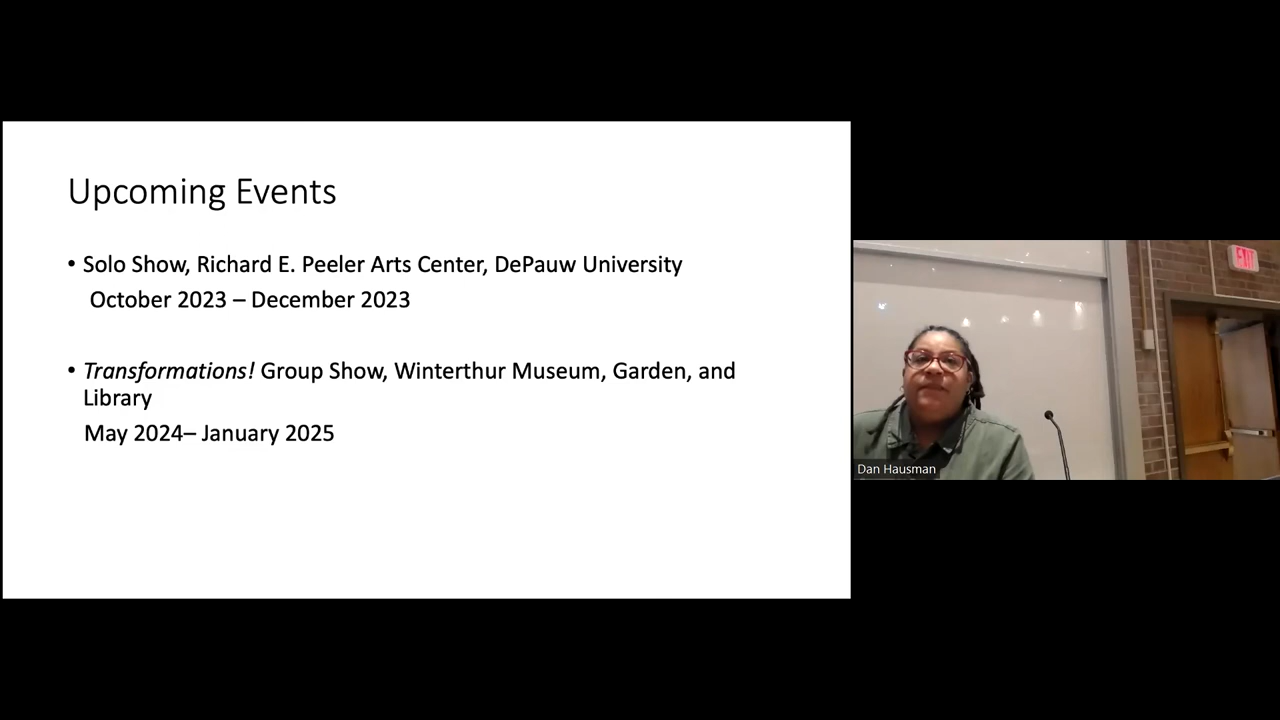 Upcoming Events
• Solo Show, Richard E. Peeler Arts Center, DePauw University
October 2023 – December 2023
• Transformations! Group Show, Winterthur Museum, Garden, and
Library
May 2024– January 2025
EXIT
Dan Hausman